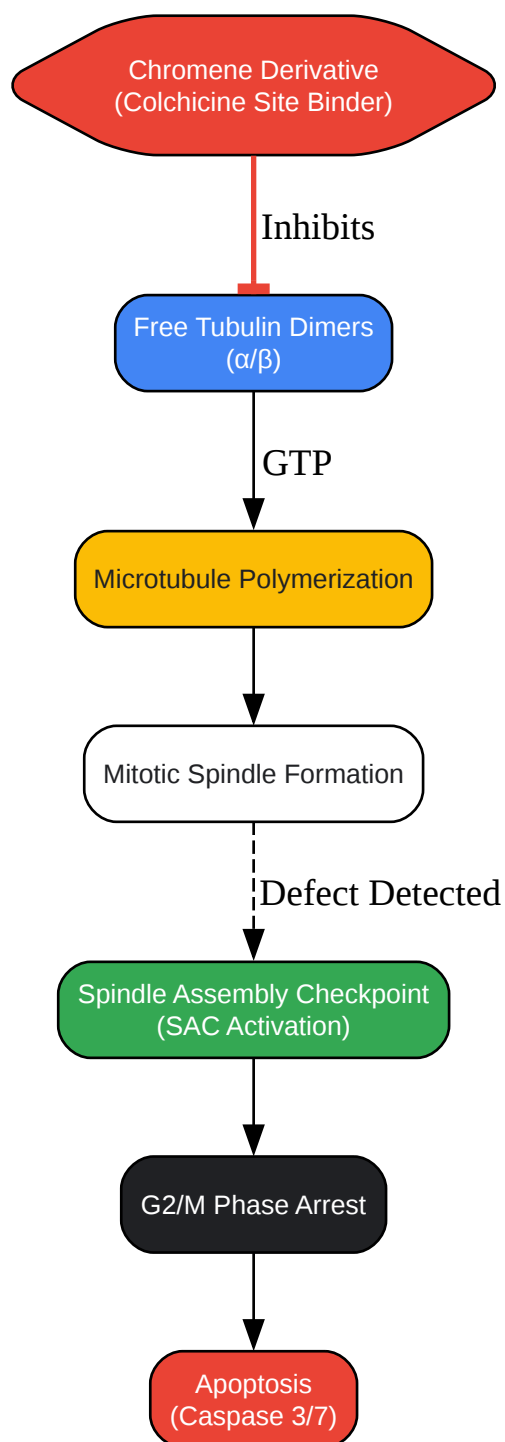 Chromene Derivative
(Colchicine Site Binder)
Inhibits
Free Tubulin Dimers
(α/β)
GTP
Microtubule Polymerization
Mitotic Spindle Formation
Defect Detected
Spindle Assembly Checkpoint
(SAC Activation)
G2/M Phase Arrest
Apoptosis
(Caspase 3/7)